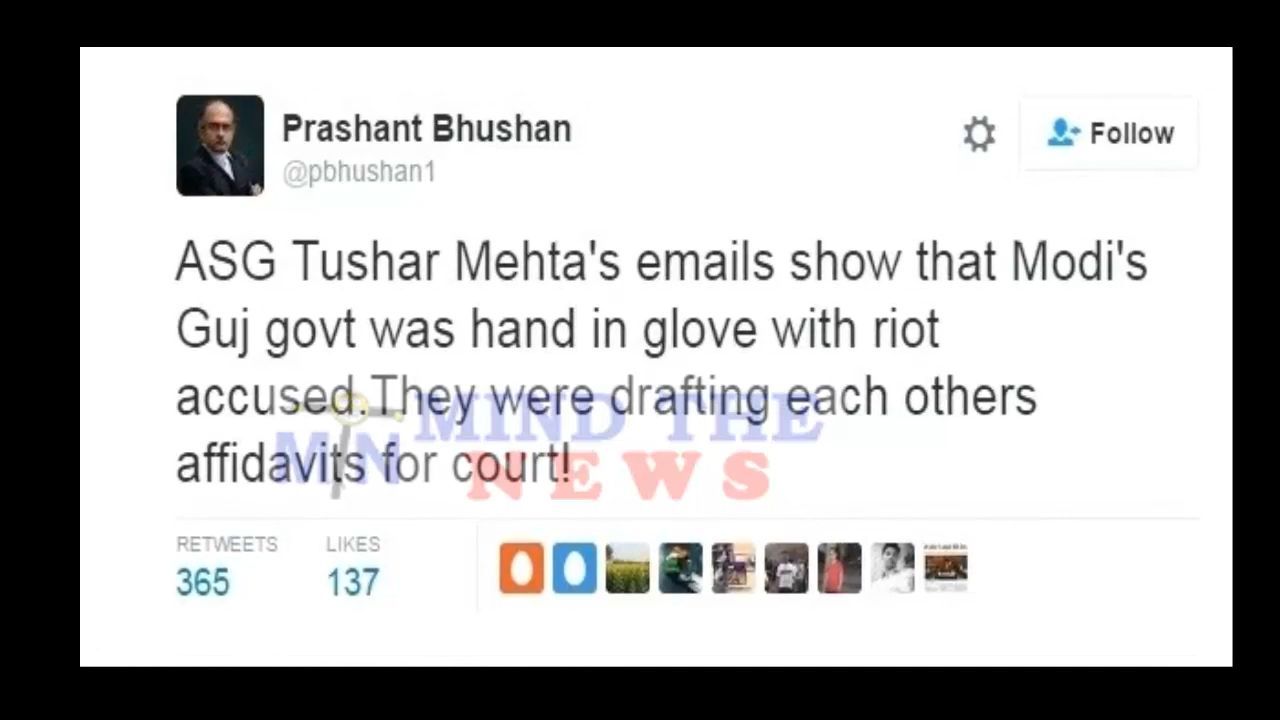 Prashant Bhushan
@pbhushan1
Follow
ASG Tushar Mehta's emails show that Modi's
Guj govt was hand in glove with riot
accused.They were drafting each others
affidavits for court!
MIND THE
NEWS
MTN
RETWEETS LIKES
365 137